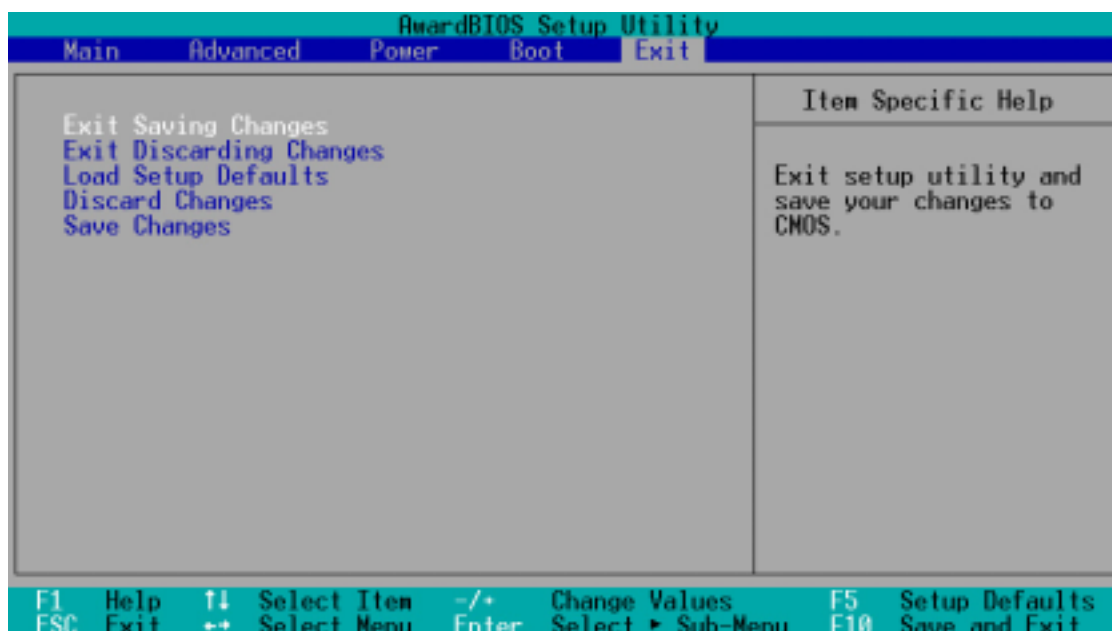 AwardBIOS Setup Utility
Main Advanced Power Boot Exit
Exit Saving Changes
Exit Discarding Changes
Load Setup Defaults
Discard Changes
Save Changes
Item Specific Help
Exit setup utility and
save your changes to
CMOS.
F1 Help ↑↓ Select Item -/+ Change Values F5 Setup Defaults
ESC Exit ←→ Select Menu Enter Select ► Sub-Menu F10 Save and Exit